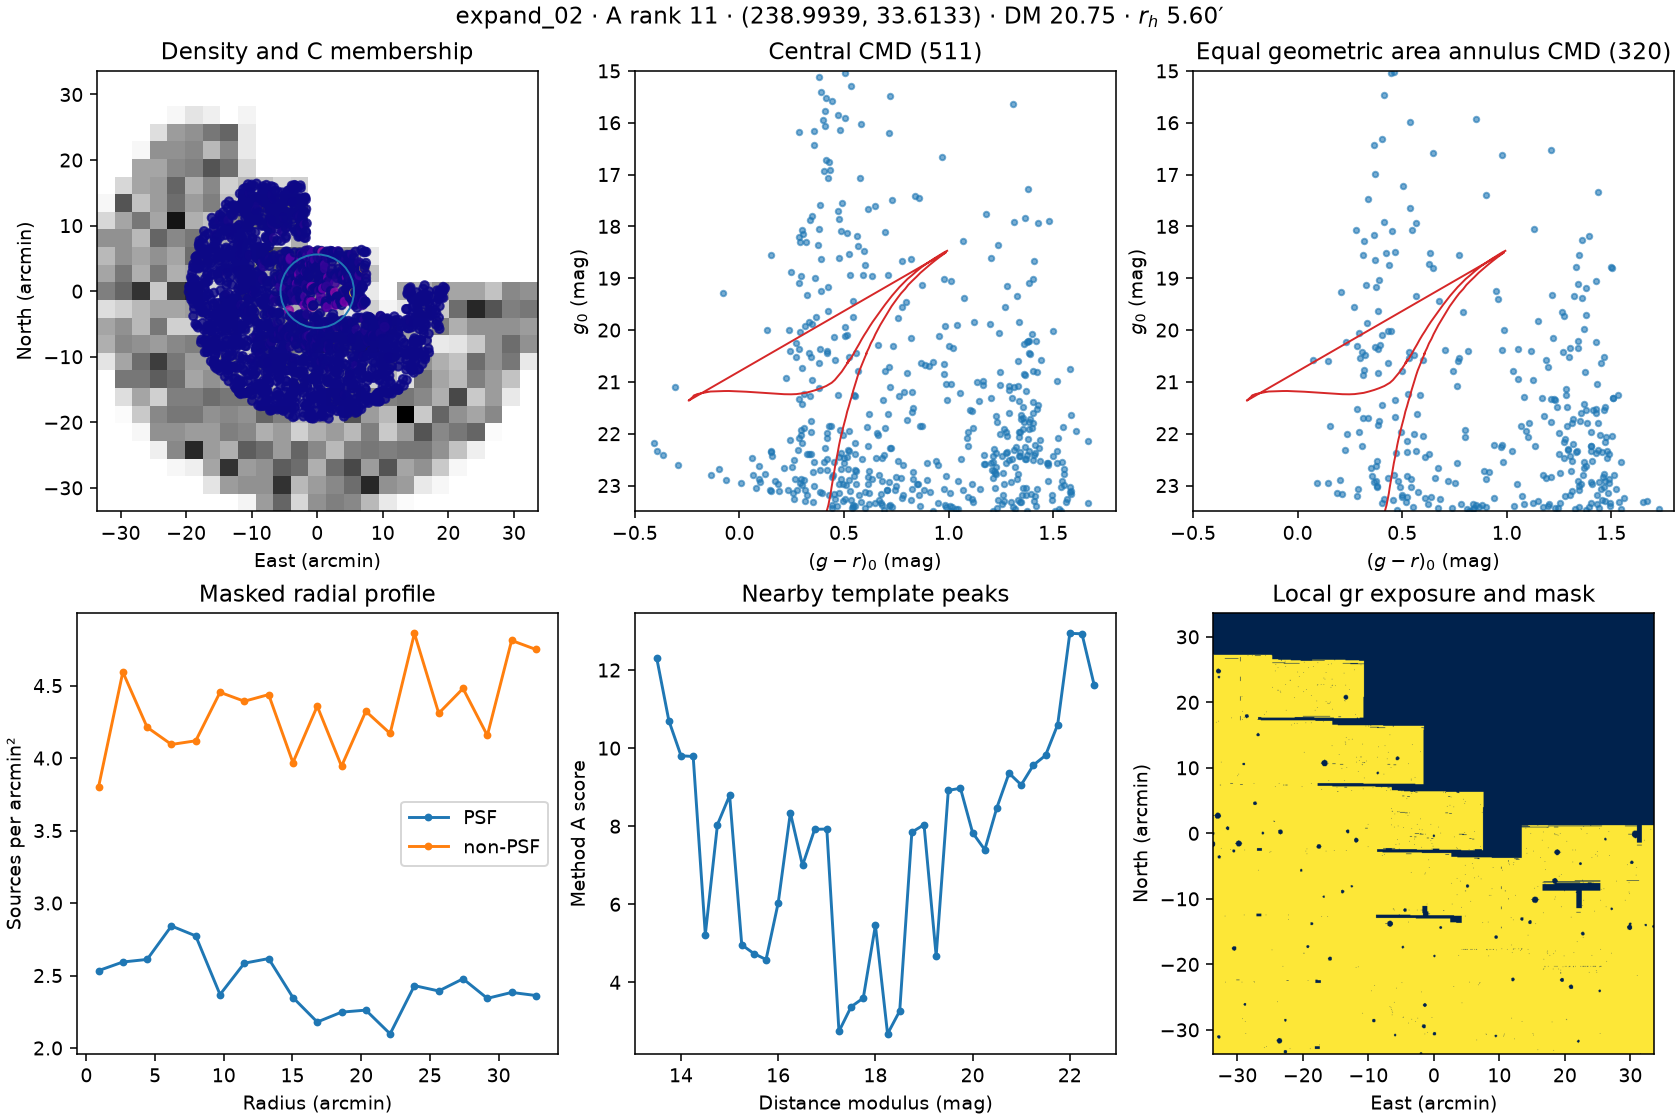 expand_02 · A rank 11 · (238.9939, 33.6133) · DM 20.75 · r_h 5.60′
Density and C membership
30
20
10
0
−10
−20
−30
North (arcmin)
−30 −20 −10 0 10 20 30
East (arcmin)
Central CMD (511)
15
16
17
18
19
20
21
22
23
g₀ (mag)
−0.5 0.0 0.5 1.0 1.5
(g − r)₀ (mag)
Equal geometric area annulus CMD (320)
15
16
17
18
19
20
21
22
23
g₀ (mag)
−0.5 0.0 0.5 1.0 1.5
(g − r)₀ (mag)
Masked radial profile
4.5
4.0
3.5
3.0
2.5
2.0
Sources per arcmin²
PSF
non-PSF
0 5 10 15 20 25 30
Radius (arcmin)
Nearby template peaks
12
10
8
6
4
Method A score
14 16 18 20 22
Distance modulus (mag)
Local gr exposure and mask
30
20
10
0
−10
−20
−30
North (arcmin)
−30 −20 −10 0 10 20 30
East (arcmin)